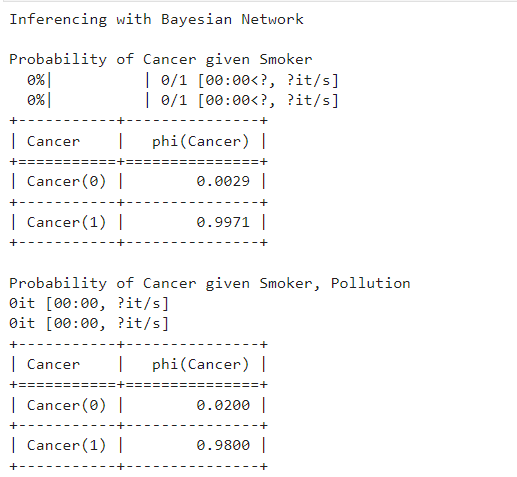 Inferencing with Bayesian Network

Probability of Cancer given Smoker
  0%|          | 0/1 [00:00<?, ?it/s]
  0%|          | 0/1 [00:00<?, ?it/s]
+-----------+---------------+
| Cancer    |   phi(Cancer) |
+===========+===============+
| Cancer(0) |        0.0029 |
+-----------+---------------+
| Cancer(1) |        0.9971 |
+-----------+---------------+

Probability of Cancer given Smoker, Pollution
0it [00:00, ?it/s]
0it [00:00, ?it/s]
+-----------+---------------+
| Cancer    |   phi(Cancer) |
+===========+===============+
| Cancer(0) |        0.0200 |
+-----------+---------------+
| Cancer(1) |        0.9800 |
+-----------+---------------+